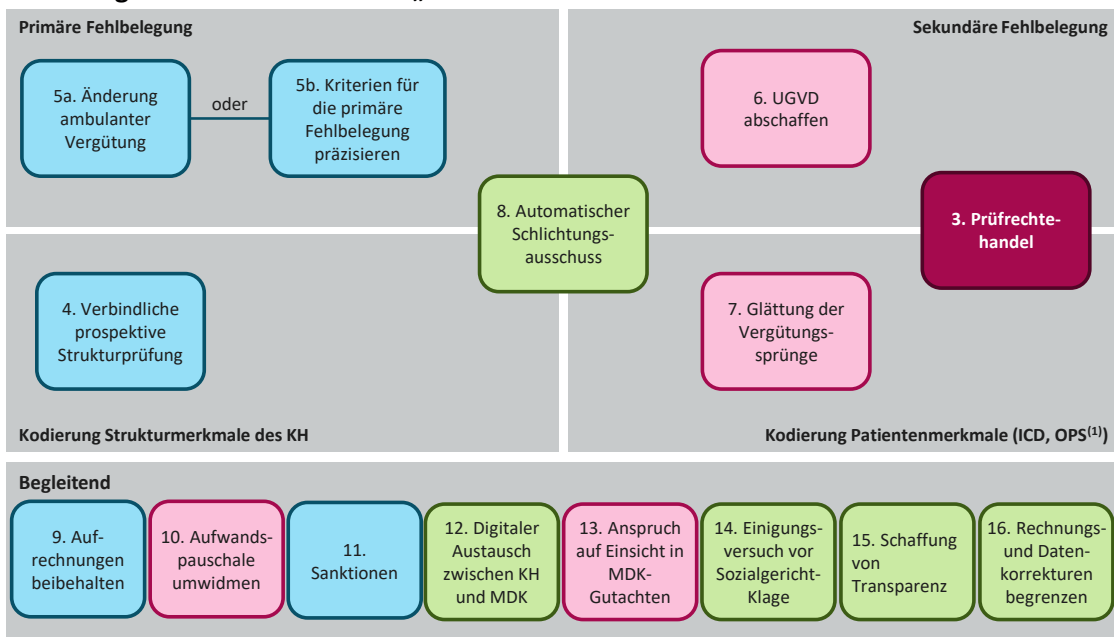 Primäre Fehlbelegung
Sekundäre Fehlbelegung
5a. Änderung
ambulanter
Vergütung
oder
5b. Kriterien für
die primäre
Fehlbelegung
präzisieren
6. UGVD
abschaffen
8. Automatischer
Schlichtungs-
ausschuss
3. Prüfrechte-
handel
4. Verbindliche
prospektive
Strukturprüfung
7. Glättung der
Vergütungs-
sprünge
Kodierung Strukturmerkmale des KH
Kodierung Patientenmerkmale (ICD, OPS(1))
Begleitend
9. Auf-
rechnungen
beibehalten
10. Aufwands-
pauschale
umwidmen
11.
Sanktionen
12. Digitaler
Austausch
zwischen KH
und MDK
13. Anspruch
auf Einsicht in
MDK-
Gutachten
14. Einigungs-
versuch vor
Sozialgericht-
Klage
15. Schaffung
von
Transparenz
16. Rechnungs-
und Daten-
korrekturen
begrenzen